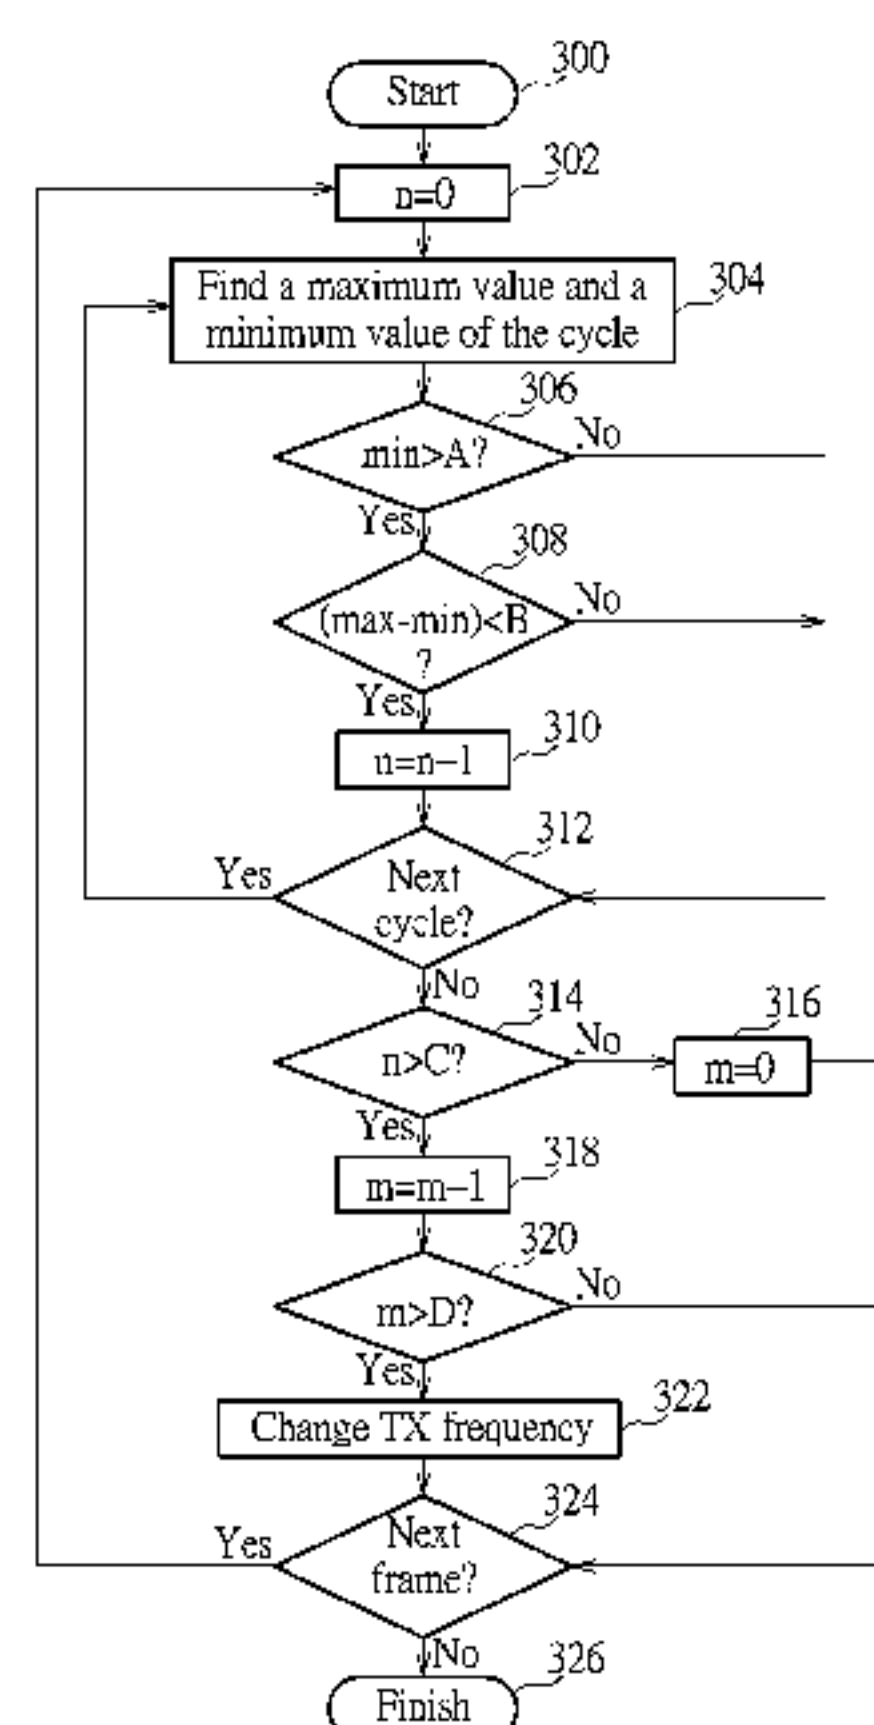 300
Start
302
n=0
304
Find a maximum value and a
minimum value of the cycle
306
min>A?
No
Yes
308
(max-min)<B
?
No
Yes
310
n=n–1
312
Next
cycle?
Yes
No
314
n>C?
No
316
m=0
Yes
318
m=m–1
320
m>D?
No
Yes
322
Change TX frequency
324
Next
frame?
Yes
No
326
Finish